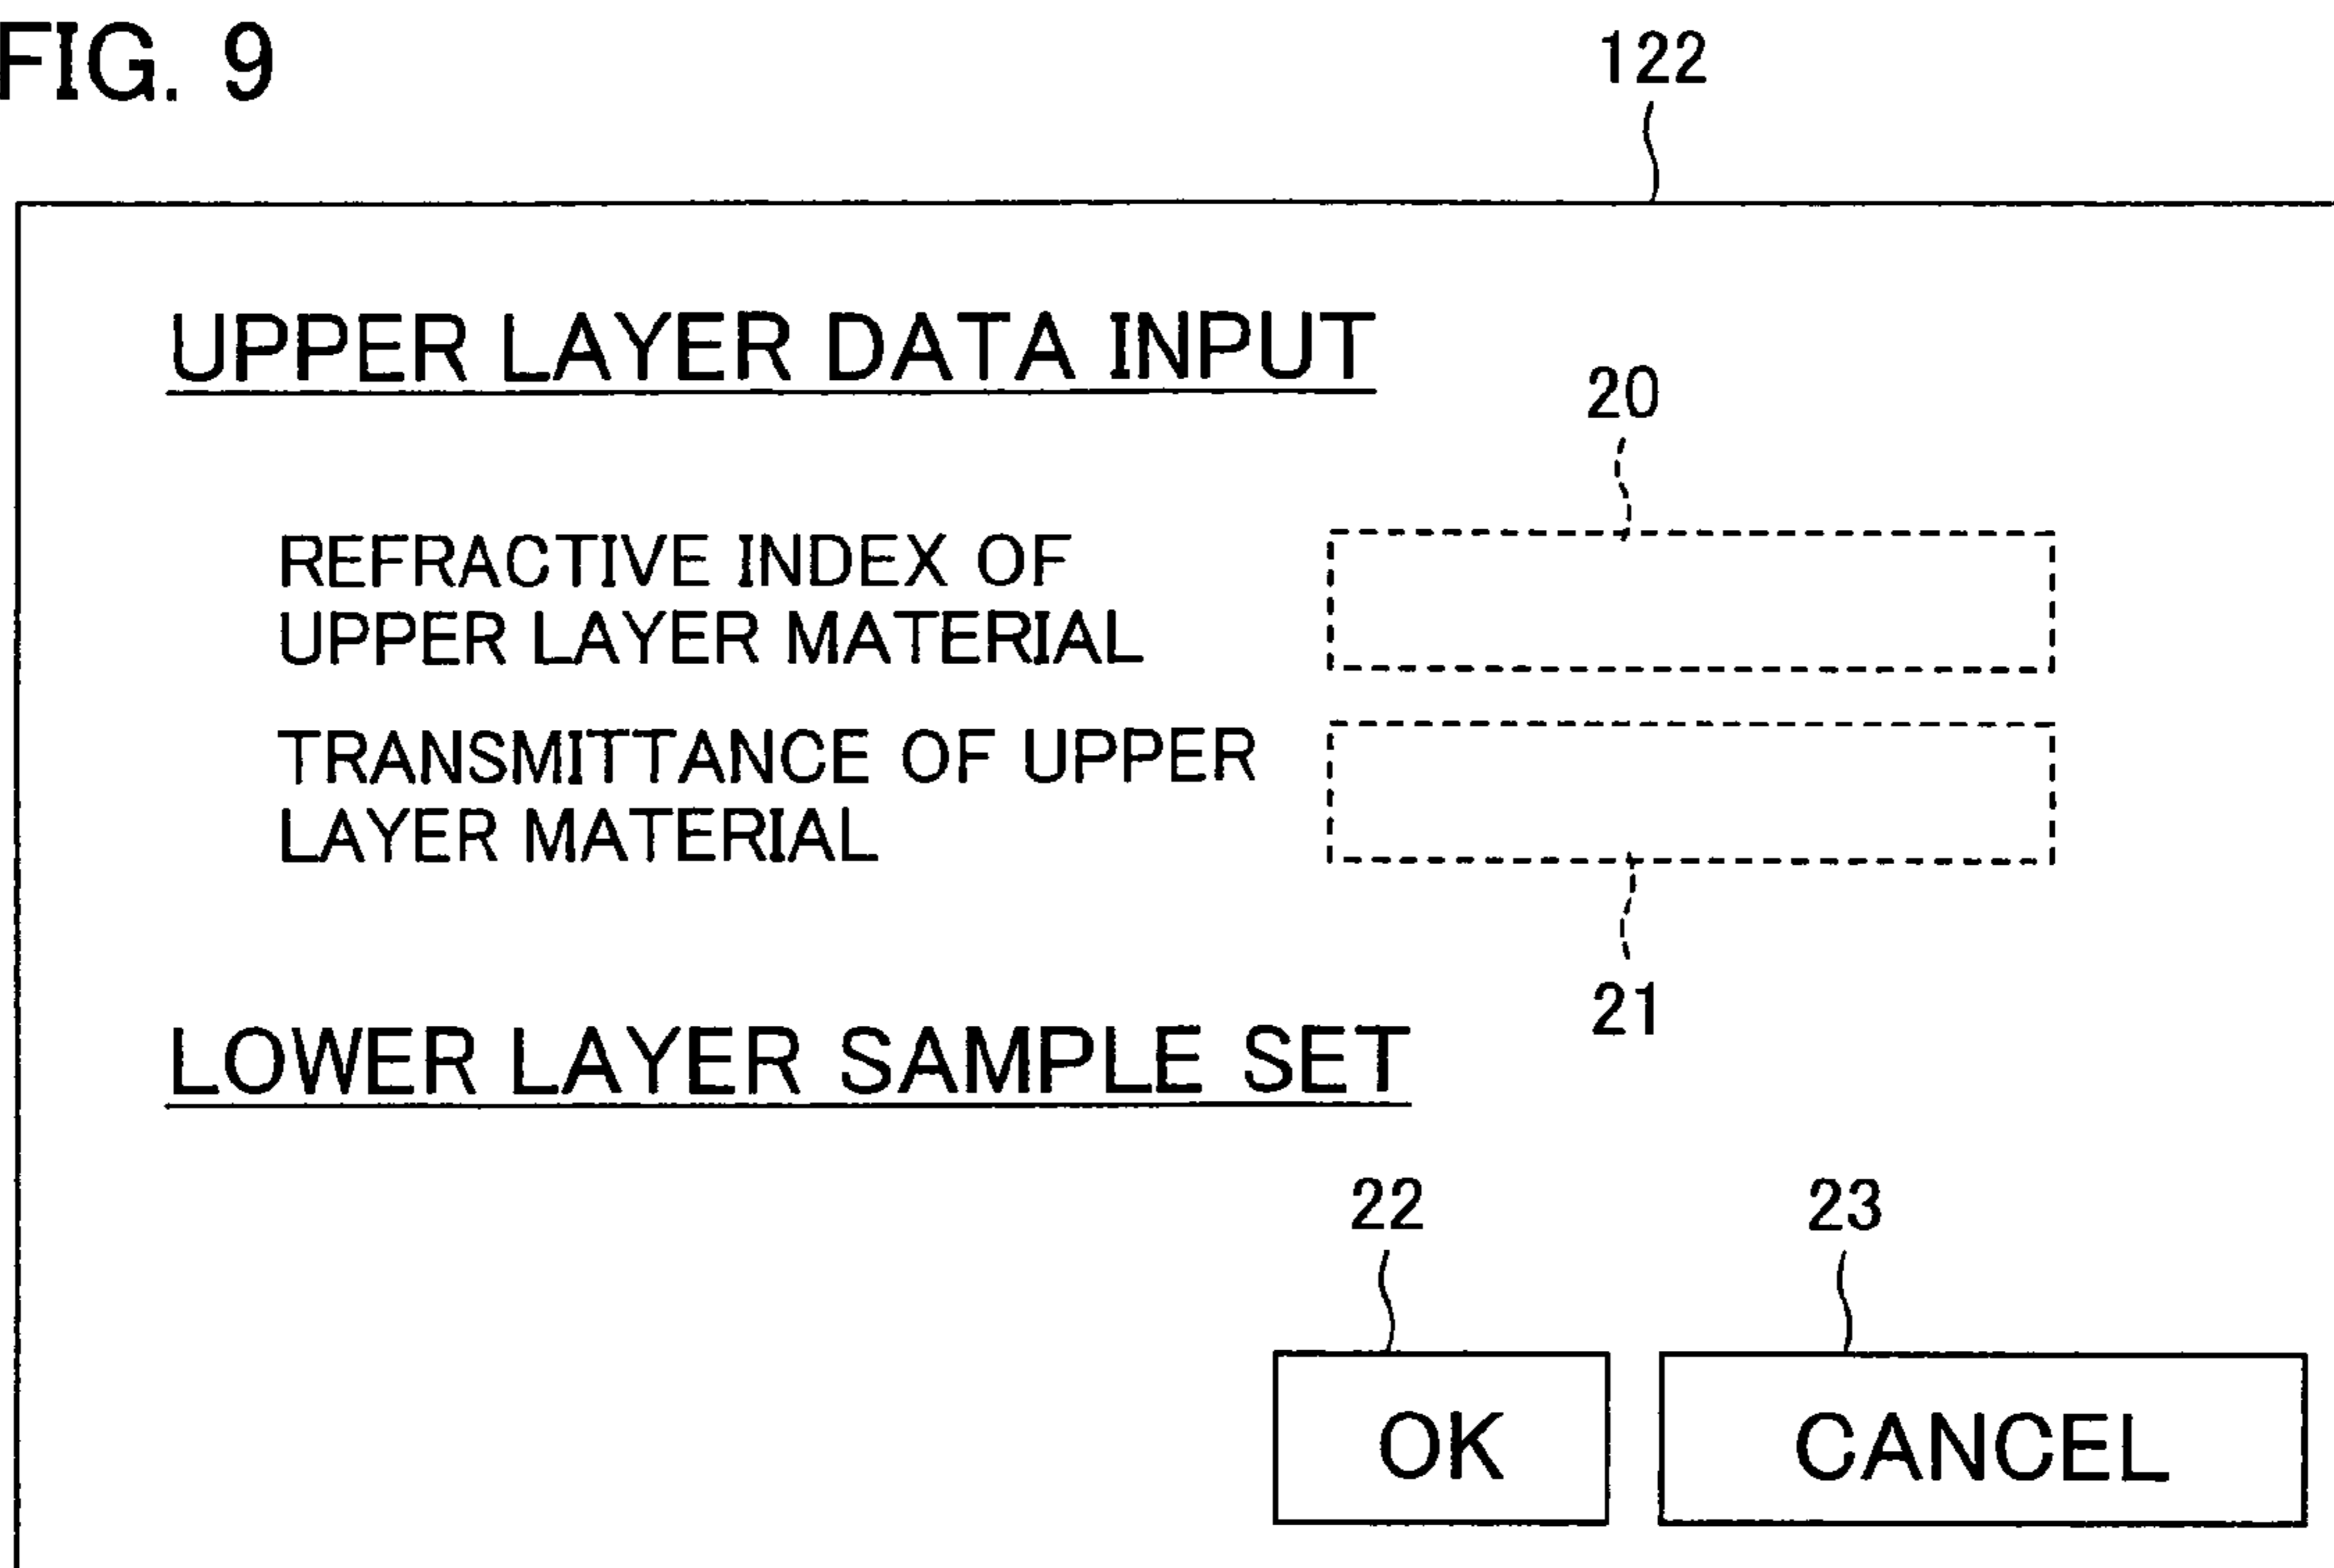 FIG. 9
122
UPPER LAYER DATA INPUT
20
REFRACTIVE INDEX OF
UPPER LAYER MATERIAL
TRANSMITTANCE OF UPPER
LAYER MATERIAL
21
LOWER LAYER SAMPLE SET
22
23
OK
CANCEL